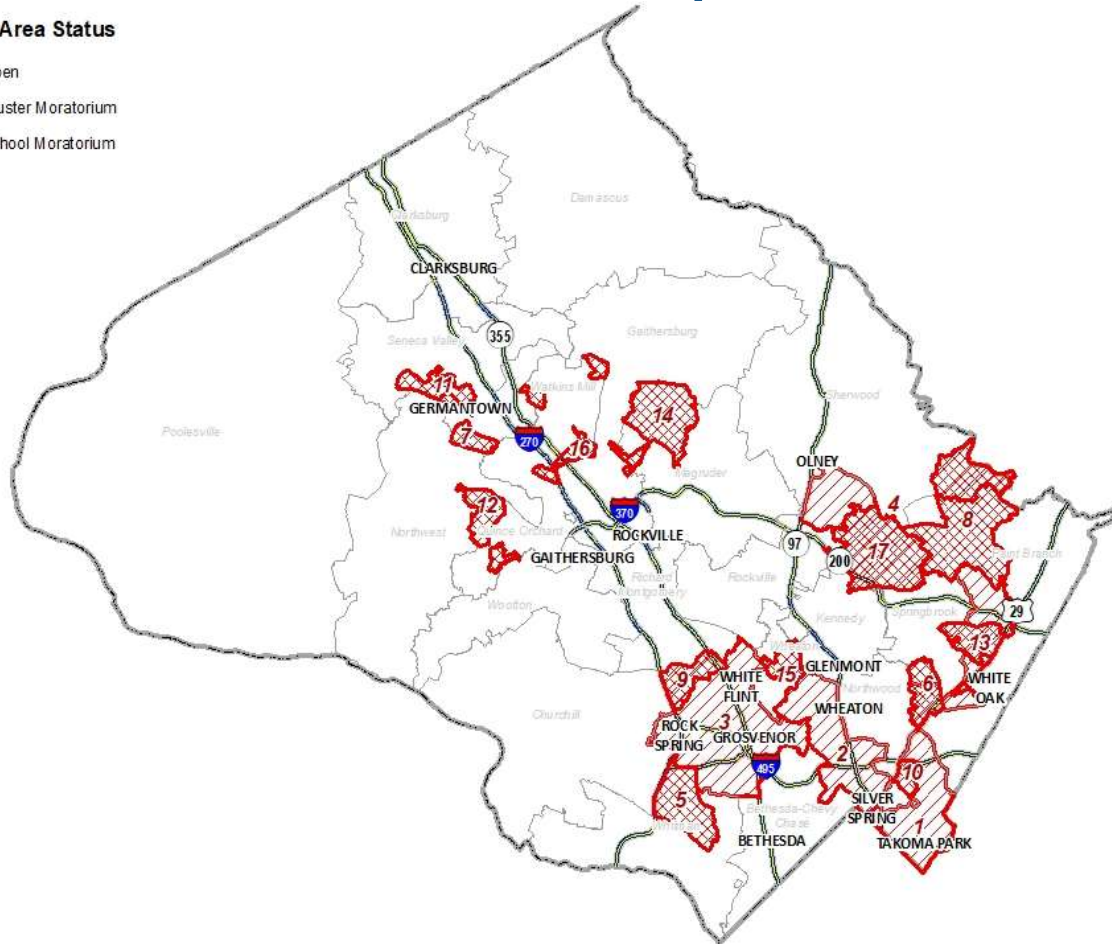 Area Status
pen
uster Moratorium
hool Moratorium
Damascus
Clarksburg
CLARKSBURG
355
Gaithersburg
Seneca Valley
Watkins Mill
11
GERMANTOWN
14
Sherwood
Poolesville
7
270
16
OLNEY
Magruder
4
12
Northwest
Quince Orchard
370
ROCKVILLE
97
8
17
200
Paint Branch
GAITHERSBURG
Richard
Montgomery
Rockville
Wootton
Kennedy
Springbrook
29
13
Wheaton
GLENMONT
15
9
WHITE
FLINT
Northwood
6
WHITE
OAK
Churchill
WHEATON
ROCK
SPRING
3
GROSVENOR
2
495
10
5
SILVER
SPRING
Bethesda-Chevy
Chase
1
Whitman
BETHESDA
TAKOMA PARK